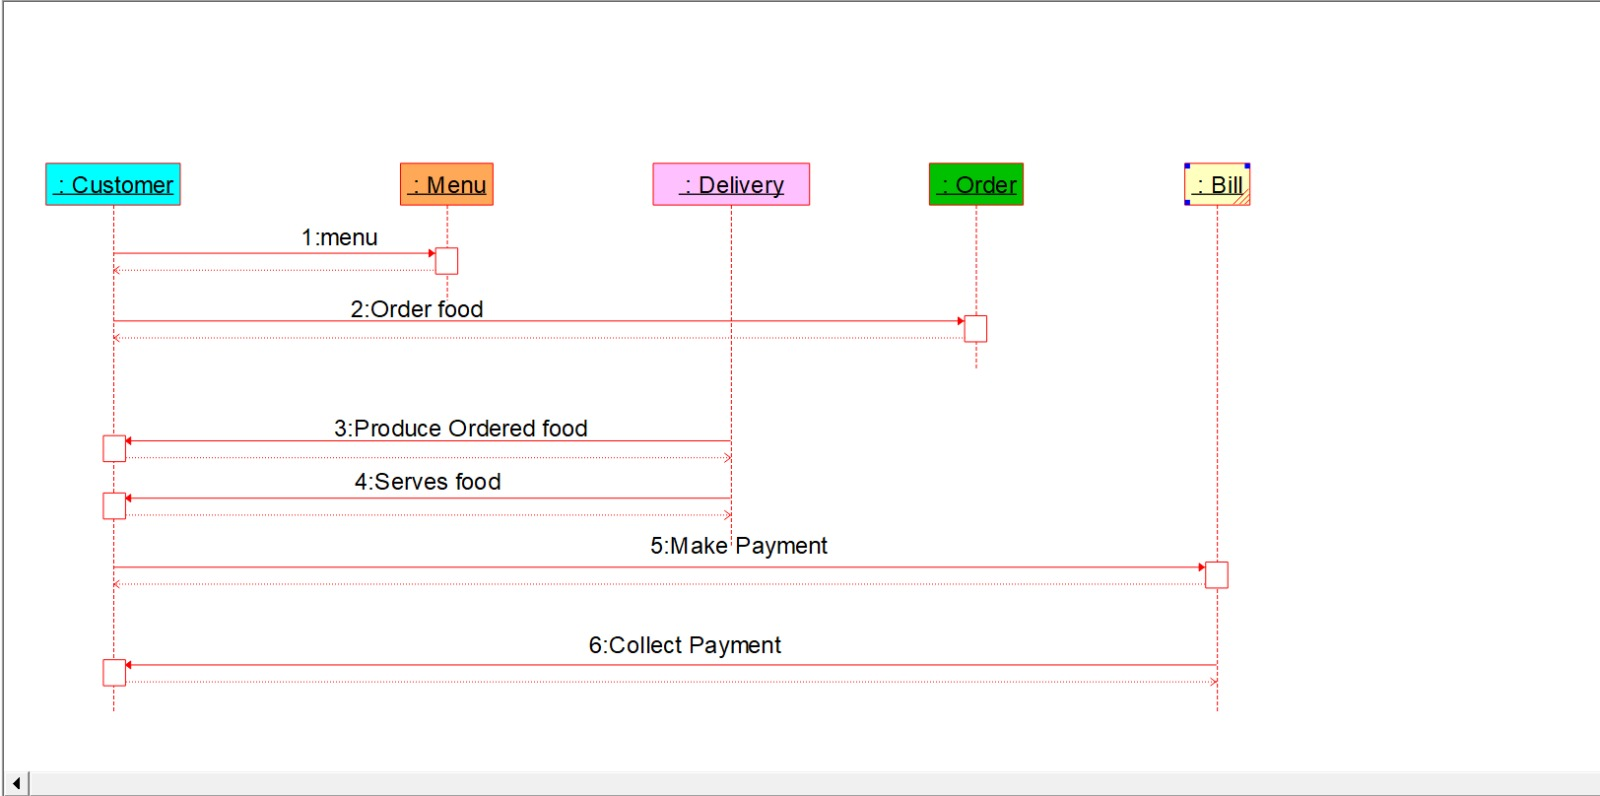 : Customer
: Menu
: Delivery
: Order
: Bill
1:menu
2:Order food
3:Produce Ordered food
4:Serves food
5:Make Payment
6:Collect Payment